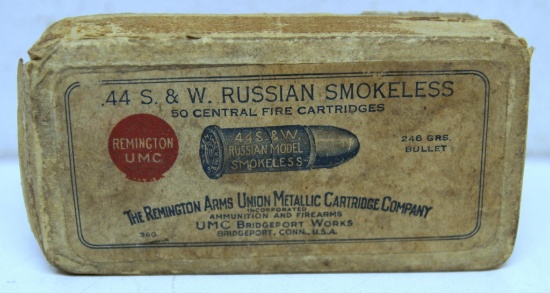 .44 S. & W. RUSSIAN SMOKELESS
50 CENTRAL FIRE CARTRIDGES
REMINGTON
UMC
44 S. & W.
RUSSIAN MODEL
SMOKELESS
246 GRS.
BULLET
THE REMINGTON ARMS UNION METALLIC CARTRIDGE COMPANY
INCORPORATED
AMMUNITION AND FIREARMS
UMC BRIDGEPORT WORKS
BRIDGEPORT, CONN., U.S.A.
360